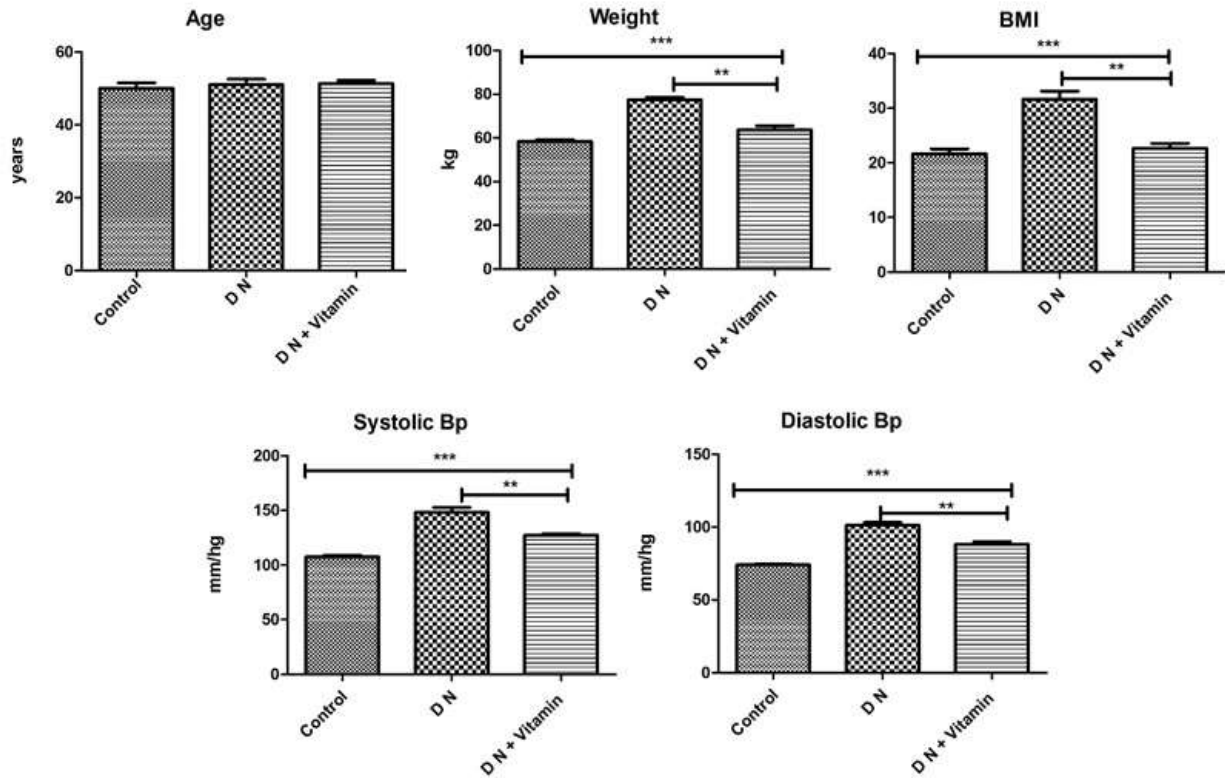 Age
years
60
40
20
0
Control
D N
D N + Vitamin
Weight
kg
100
80
60
40
20
0
***
**
Control
D N
D N + Vitamin
BMI
40
30
20
10
0
***
**
Control
D N
D N + Vitamin
Systolic Bp
mm/hg
200
150
100
50
0
***
**
Control
D N
D N + Vitamin
Diastolic Bp
mm/hg
150
100
50
0
***
**
Control
D N
D N + Vitamin